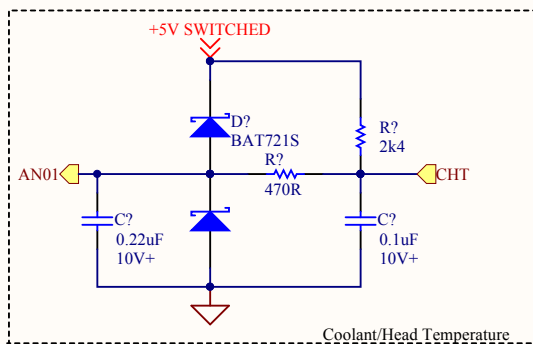 +5V SWITCHED
D?
BAT721S
R?
2k4
R?
470R
AN01
CHT
C?
0.22uF
10V+
C?
0.1uF
10V+
Coolant/Head Temperature